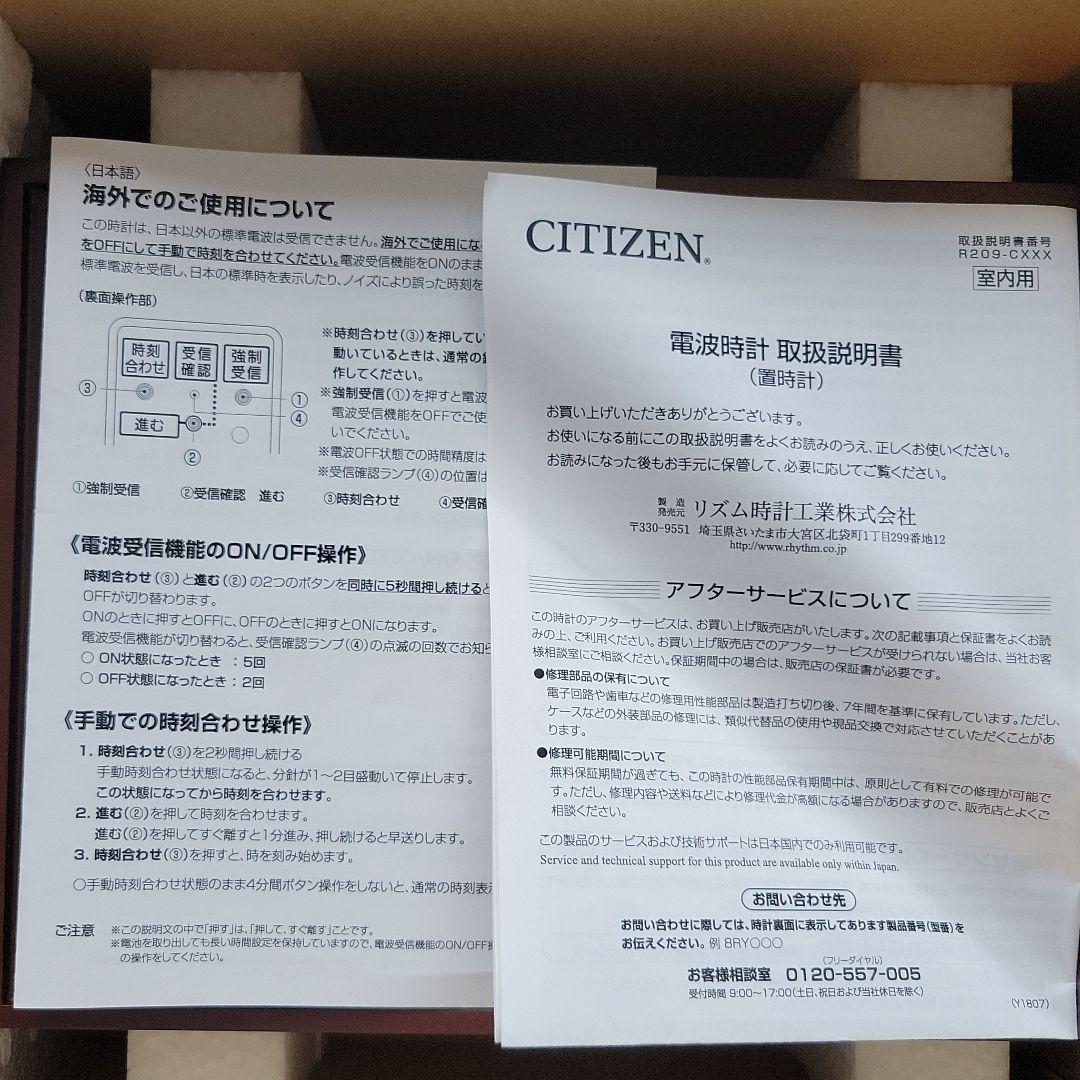 〈日本語〉
海外でのご使用について
この時計は、日本以外の標準電波は受信できません。海外でご使用にな
をOFFにして手動で時刻を合わせてください。電波受信機能をONのまま
標準電波を受信し、日本の標準時を表示したり、ノイズにより誤った時刻を
（裏面操作部）
時刻
合わせ
受信
確認
強制
受信
③
①
④
進む
②
※時刻合わせ（③）を押してい
動いているときは、通常の
作してください。
※強制受信（①）を押すと電波
電波受信機能をOFFでご使
いでください。
※電波OFF状態での時間精度は
※受信確認ランプ（④）の位置は
①強制受信 ②受信確認 進む ③時刻合わせ ④受信確
《電波受信機能のON/OFF操作》
時刻合わせ（③）と進む（②）の2つのボタンを同時に5秒間押し続けると
OFFが切り替わります。
ONのときに押すとOFFに、OFFのときに押すとONになります。
電波受信機能が切り替わると、受信確認ランプ（④）の点滅の回数でお知ら
○ ON状態になったとき ：5回
○ OFF状態になったとき：2回
《手動での時刻合わせ操作》
1. 時刻合わせ（③）を2秒間押し続ける
手動時刻合わせ状態になると、分針が1～2目盛動いて停止します。
この状態になってから時刻を合わせます。
2. 進む（②）を押して時刻を合わせます。
進む（②）を押してすぐ離すと1分進み、押し続けると早送りします。
3. 時刻合わせ（③）を押すと、時を刻み始めます。
○手動時刻合わせ状態のまま4分間ボタン操作をしないと、通常の時刻表示
ご注意 ※この説明文の中で「押す」は、「押して、すぐ離す」ことです。
※電池を取り出しても長い時間設定を保持していますので、電波受信機能のON/OFF操
の操作をしてください。
CITIZEN®
取扱説明書番号
R209-CXXX
室内用
電波時計 取扱説明書
（置時計）
お買い上げいただきありがとうございます。
お使いになる前にこの取扱説明書をよくお読みのうえ、正しくお使いください。
お読みになった後もお手元に保管して、必要に応じてご覧ください。
製造
発売元 リズム時計工業株式会社
〒330-9551 埼玉県さいたま市大宮区北袋町1丁目299番地12
http://www.rhythm.co.jp
アフターサービスについて
この時計のアフターサービスは、お買い上げ販売店がいたします。次の記載事項と保証書をよくお読
みの上、ご利用ください。お買い上げ販売店でのアフターサービスが受けられない場合は、当社お客
様相談室にご相談ください。保証期間中の場合は、販売店の保証書が必要です。
●修理部品の保有について
電子回路や歯車などの修理用性能部品は製造打ち切り後、7年間を基準に保有しています。ただし、
ケースなどの外装部品の修理には、類似代替品の使用や現品交換で対応させていただくことがあ
ります。
●修理可能期間について
無料保証期間が過ぎても、この時計の性能部品保有期間中は、原則として有料での修理が可能で
す。ただし、修理内容や送料などにより修理代金が高額になる場合がありますので、販売店とよくご
相談ください。
この製品のサービスおよび技術サポートは日本国内でのみ利用可能です。
Service and technical support for this product are available only within Japan.
お問い合わせ先
お問い合わせに際しては、時計裏面に表示してあります製品番号（型番）を
お伝えください。例 8RY○○○
（フリーダイヤル）
お客様相談室 0120-557-005
受付時間 9:00～17:00（土日、祝日および当社休日を除く）
（Y1807）